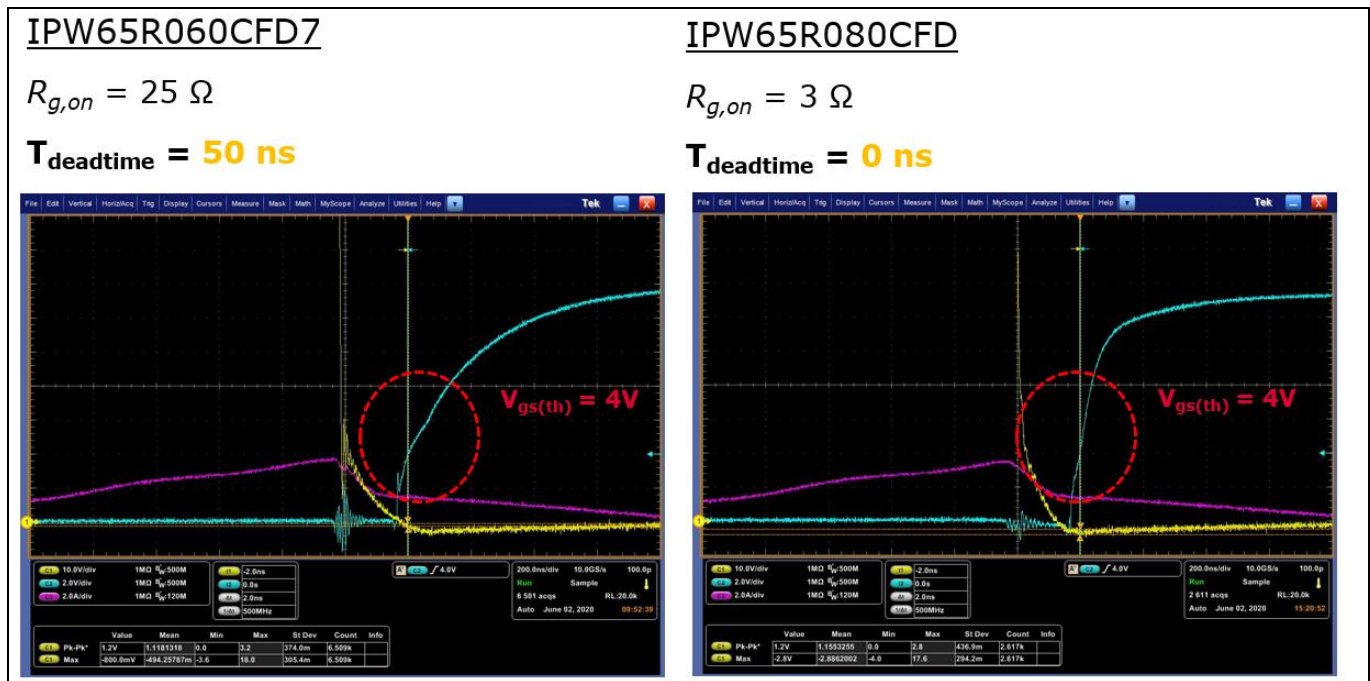 IPW65R060CFD7
R_g,on = 25 Ω
T_deadtime = 50 ns
File Edit Vertical Horiz/Acq Trig Display Cursors Measure Mask Math MyScope Analyze Utilities Help Tek X
V_gs(th) = 4V
1
C1 10.0V/div 1MΩ BW:500M
C2 2.0V/div 1MΩ BW:500M
C3 2.0A/div 1MΩ BW:120M
t1 -2.0ns
t2 0.0s
Δt 2.0ns
1/Δt 500MHz
A' C2 4.0V
200.0ns/div 10.0GS/s 100.0p
Run Sample
6 501 acqs RL:20.0k
Auto June 02, 2020 09:52:39
Value Mean Min Max St Dev Count Info
C1 Pk-Pk* 1.2V 1.1181318 0.0 3.2 374.0m 6.509k
C1 Max -800.0mV -494.25787m -3.6 18.0 305.4m 6.509k
IPW65R080CFD
R_g,on = 3 Ω
T_deadtime = 0 ns
File Edit Vertical Horiz/Acq Trig Display Cursors Measure Mask Math MyScope Analyze Utilities Help Tek X
V_gs(th) = 4V
1
C1 10.0V/div 1MΩ BW:500M
C2 2.0V/div 1MΩ BW:500M
C3 2.0A/div 1MΩ BW:120M
t1 -2.0ns
t2 0.0s
Δt 2.0ns
1/Δt 500MHz
A' C2 4.0V
200.0ns/div 10.0GS/s 100.0p
Run Sample
2 611 acqs RL:20.0k
Auto June 02, 2020 15:20:52
Value Mean Min Max St Dev Count Info
C1 Pk-Pk* 1.2V 1.1553255 0.0 2.8 436.9m 2.617k
C1 Max -2.8V -2.8862002 -4.0 17.6 294.2m 2.617k